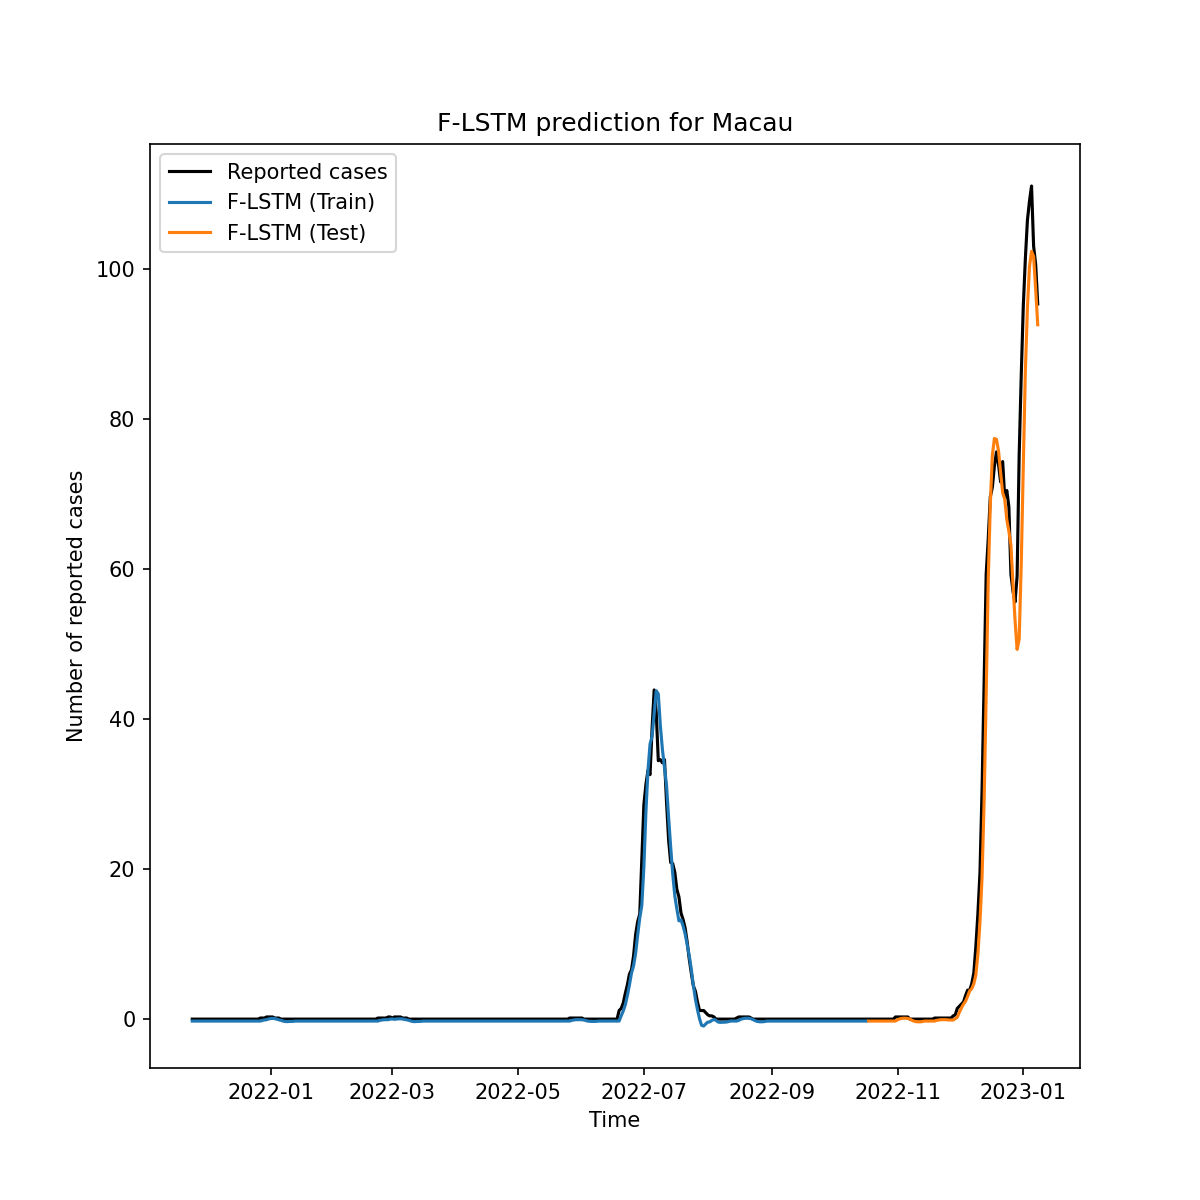 F-LSTM prediction for Macau
Reported cases
F-LSTM (Train)
F-LSTM (Test)
Number of reported cases
100
80
60
40
20
0
2022-01 2022-03 2022-05 2022-07 2022-09 2022-11 2023-01
Time